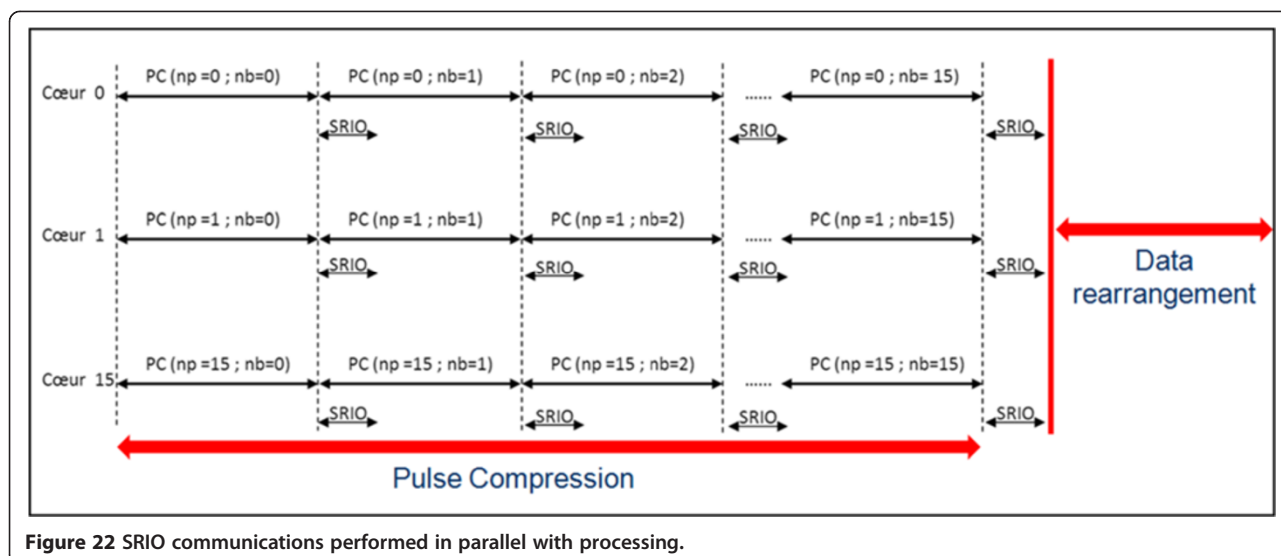 PC (np =0 ; nb=0) PC (np =0 ; nb=1) PC (np =0 ; nb=2) PC (np =0 ; nb= 15)
Cœur 0 ......
SRIO SRIO SRIO SRIO
PC (np =1 ; nb=0) PC (np =1 ; nb=1) PC (np =1 ; nb=2) PC (np =1 ; nb=15)
Cœur 1 ......
SRIO SRIO SRIO SRIO
Data
rearrangement
PC (np =15 ; nb=0) PC (np =15 ; nb=1) PC (np =15 ; nb=2) PC (np =15 ; nb=15)
Cœur 15 ......
SRIO SRIO SRIO SRIO
Pulse Compression
Figure 22 SRIO communications performed in parallel with processing.